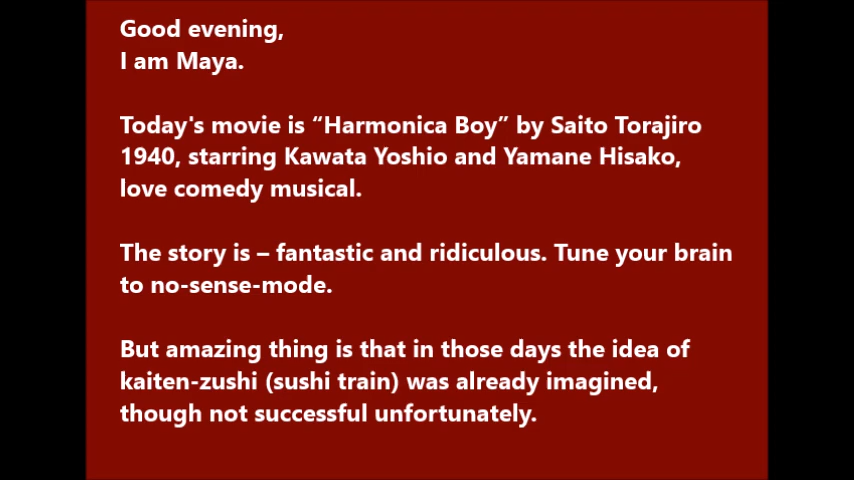 Good evening,
I am Maya.
Today's movie is “Harmonica Boy” by Saito Torajiro
1940, starring Kawata Yoshio and Yamane Hisako,
love comedy musical.
The story is – fantastic and ridiculous. Tune your brain
to no-sense-mode.
But amazing thing is that in those days the idea of
kaiten-zushi (sushi train) was already imagined,
though not successful unfortunately.